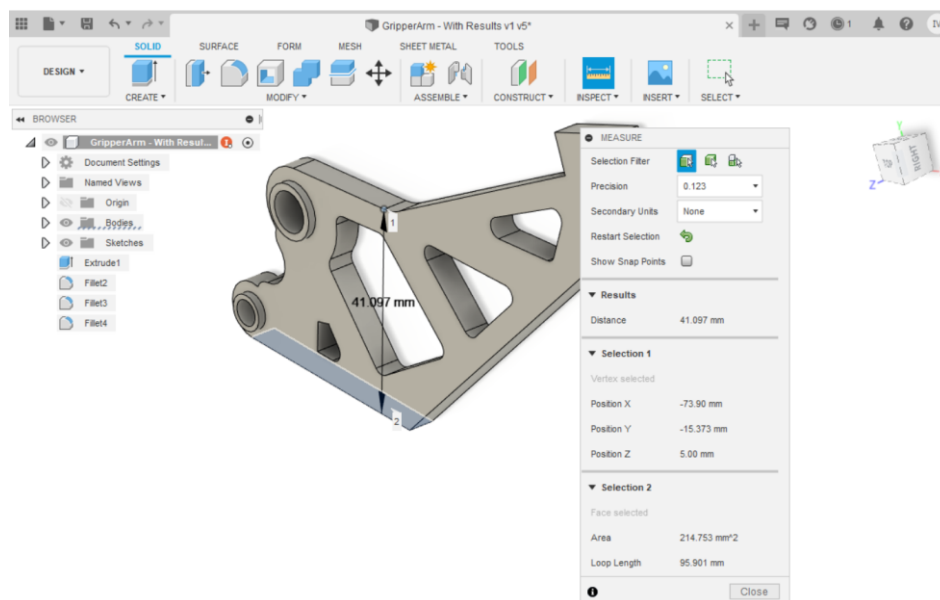 GripperArm - With Results v1 v5*
1
DESIGN
SOLID SURFACE FORM MESH SHEET METAL TOOLS
CREATE MODIFY ASSEMBLE CONSTRUCT INSPECT INSERT SELECT
BROWSER
GripperArm - With Resul...
Document Settings
Named Views
Origin
Bodies
Sketches
Extrude1
Fillet2
Fillet3
Fillet4
1
41.097 mm
2
MEASURE
Selection Filter
Precision 0.123
Secondary Units None
Restart Selection
Show Snap Points
Results
Distance 41.097 mm
Selection 1
Vertex selected
Position X -73.90 mm
Position Y -15.373 mm
Position Z 5.00 mm
Selection 2
Face selected
Area 214.753 mm^2
Loop Length 95.901 mm
Close
Y
RIGHT
Z